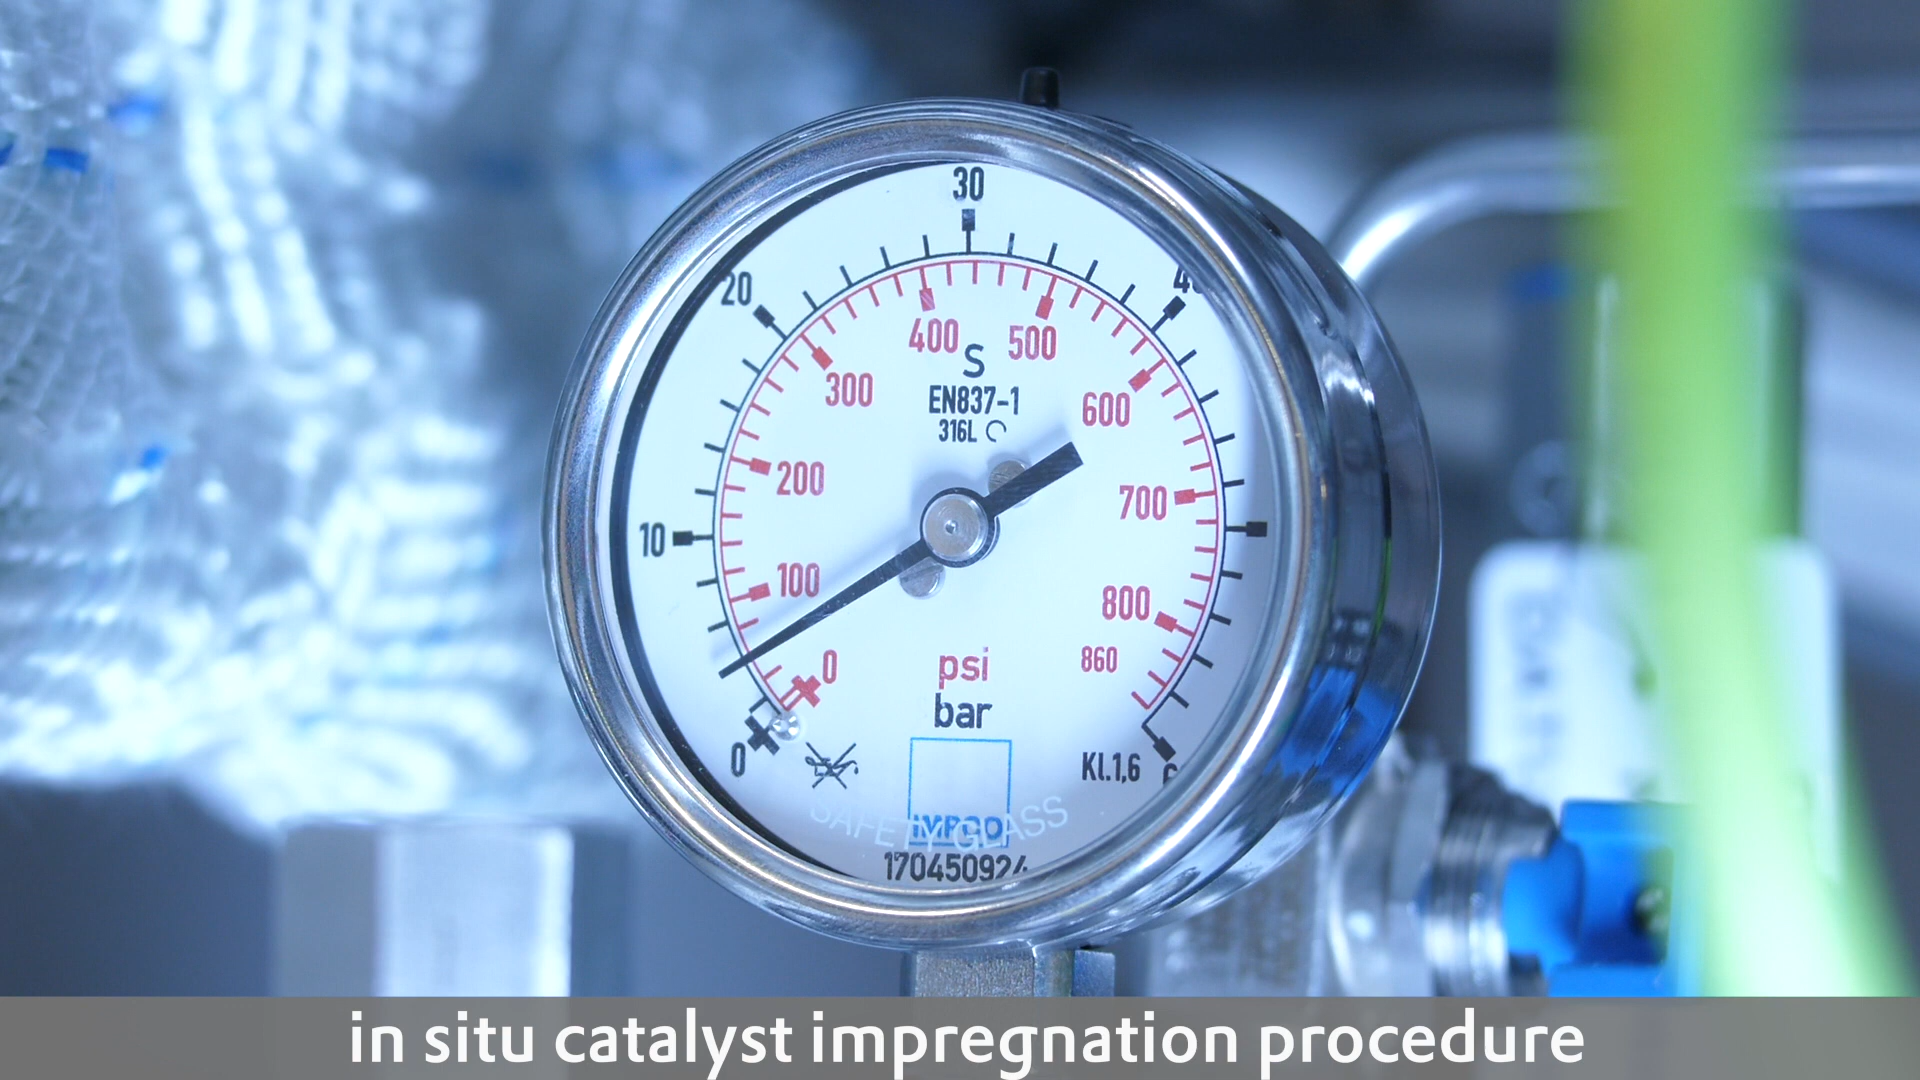 30
20
10
0
400
500
300
600
200
700
100
800
0
860
S
EN837-1
316L
psi
bar
Kl.1,6
SAFETY GLASS
170450924
in situ catalyst impregnation procedure